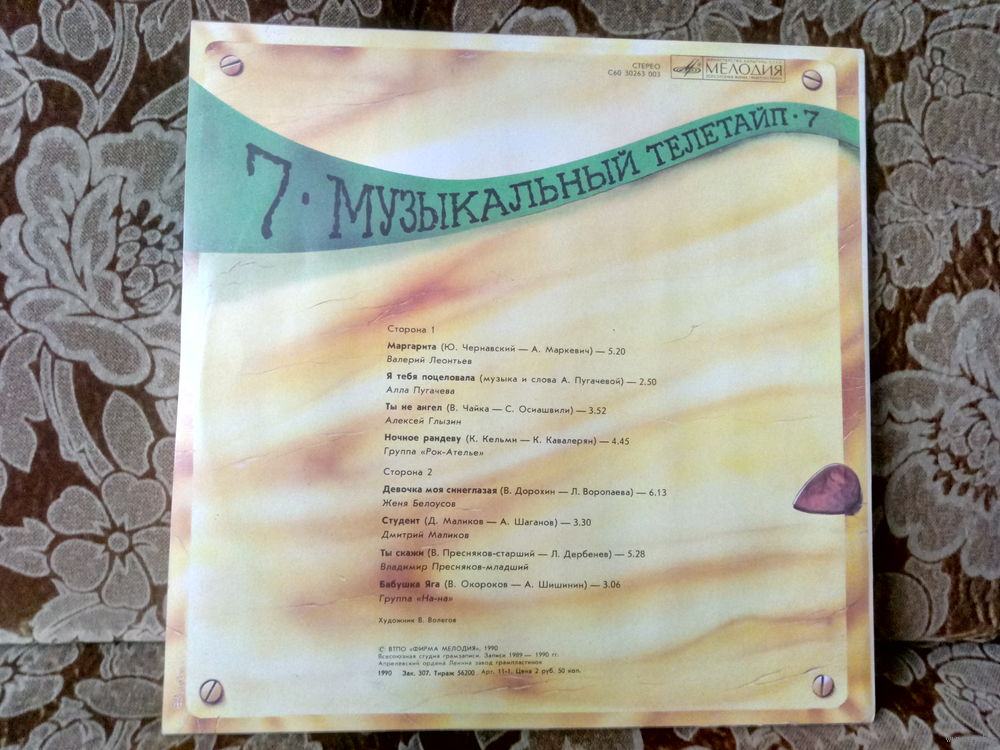 СТЕРЕО
С60 30263 003
МЕЛОДИЯ
7 · МУЗЫКАЛЬНЫЙ ТЕЛЕТАЙП · 7
Сторона 1
Маргарита (Ю. Чернавский — А. Маркевич) — 5.20
Валерий Леонтьев
Я тебя поцеловала (музыка и слова А. Пугачевой) — 2.50
Алла Пугачева
Ты не ангел (В. Чайка — С. Осиашвили) — 3.52
Алексей Глызин
Ночное рандеву (К. Кельми — К. Кавалерян) — 4.45
Группа «Рок-Ателье»
Сторона 2
Девочка моя синеглазая (В. Дорохин — Л. Воропаева) — 6.13
Женя Белоусов
Студент (Д. Маликов — А. Шаганов) — 3.30
Дмитрий Маликов
Ты скажи (В. Пресняков-старший — Л. Дербенев) — 5.28
Владимир Пресняков-младший
Бабушка Яга (В. Окороков — А. Шишинин) — 3.06
Группа «На-на»
Художник В. Волегов
© ВТПО «ФИРМА МЕЛОДИЯ», 1990
Всесоюзная студия грамзаписи. Записи 1989 — 1990 гг.
Апрелевский ордена Ленина завод грампластинок
1990 Зак. 307. Тираж 56200 Арт. 11-1. Цена 2 руб. 50 коп.